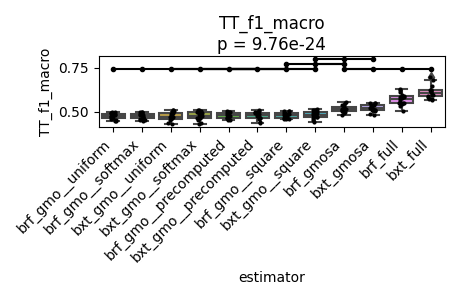 TT_f1_macro
p = 9.76e-24
TT_f1_macro
0.75
0.50
brf_gmo__uniform
brf_gmo__softmax
bxt_gmo__uniform
bxt_gmo__softmax
brf_gmo__precomputed
bxt_gmo__precomputed
brf_gmo__square
bxt_gmo__square
brf_gmosa
bxt_gmosa
brf_full
bxt_full
estimator